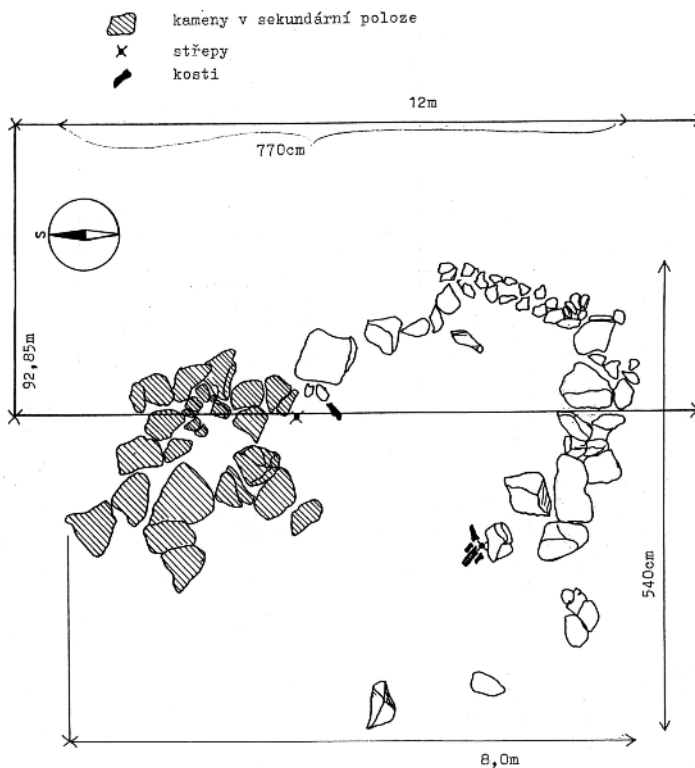 kameny v sekundární poloze
střepy
kosti
12m
770cm
S
92,85m
540cm
8,0m